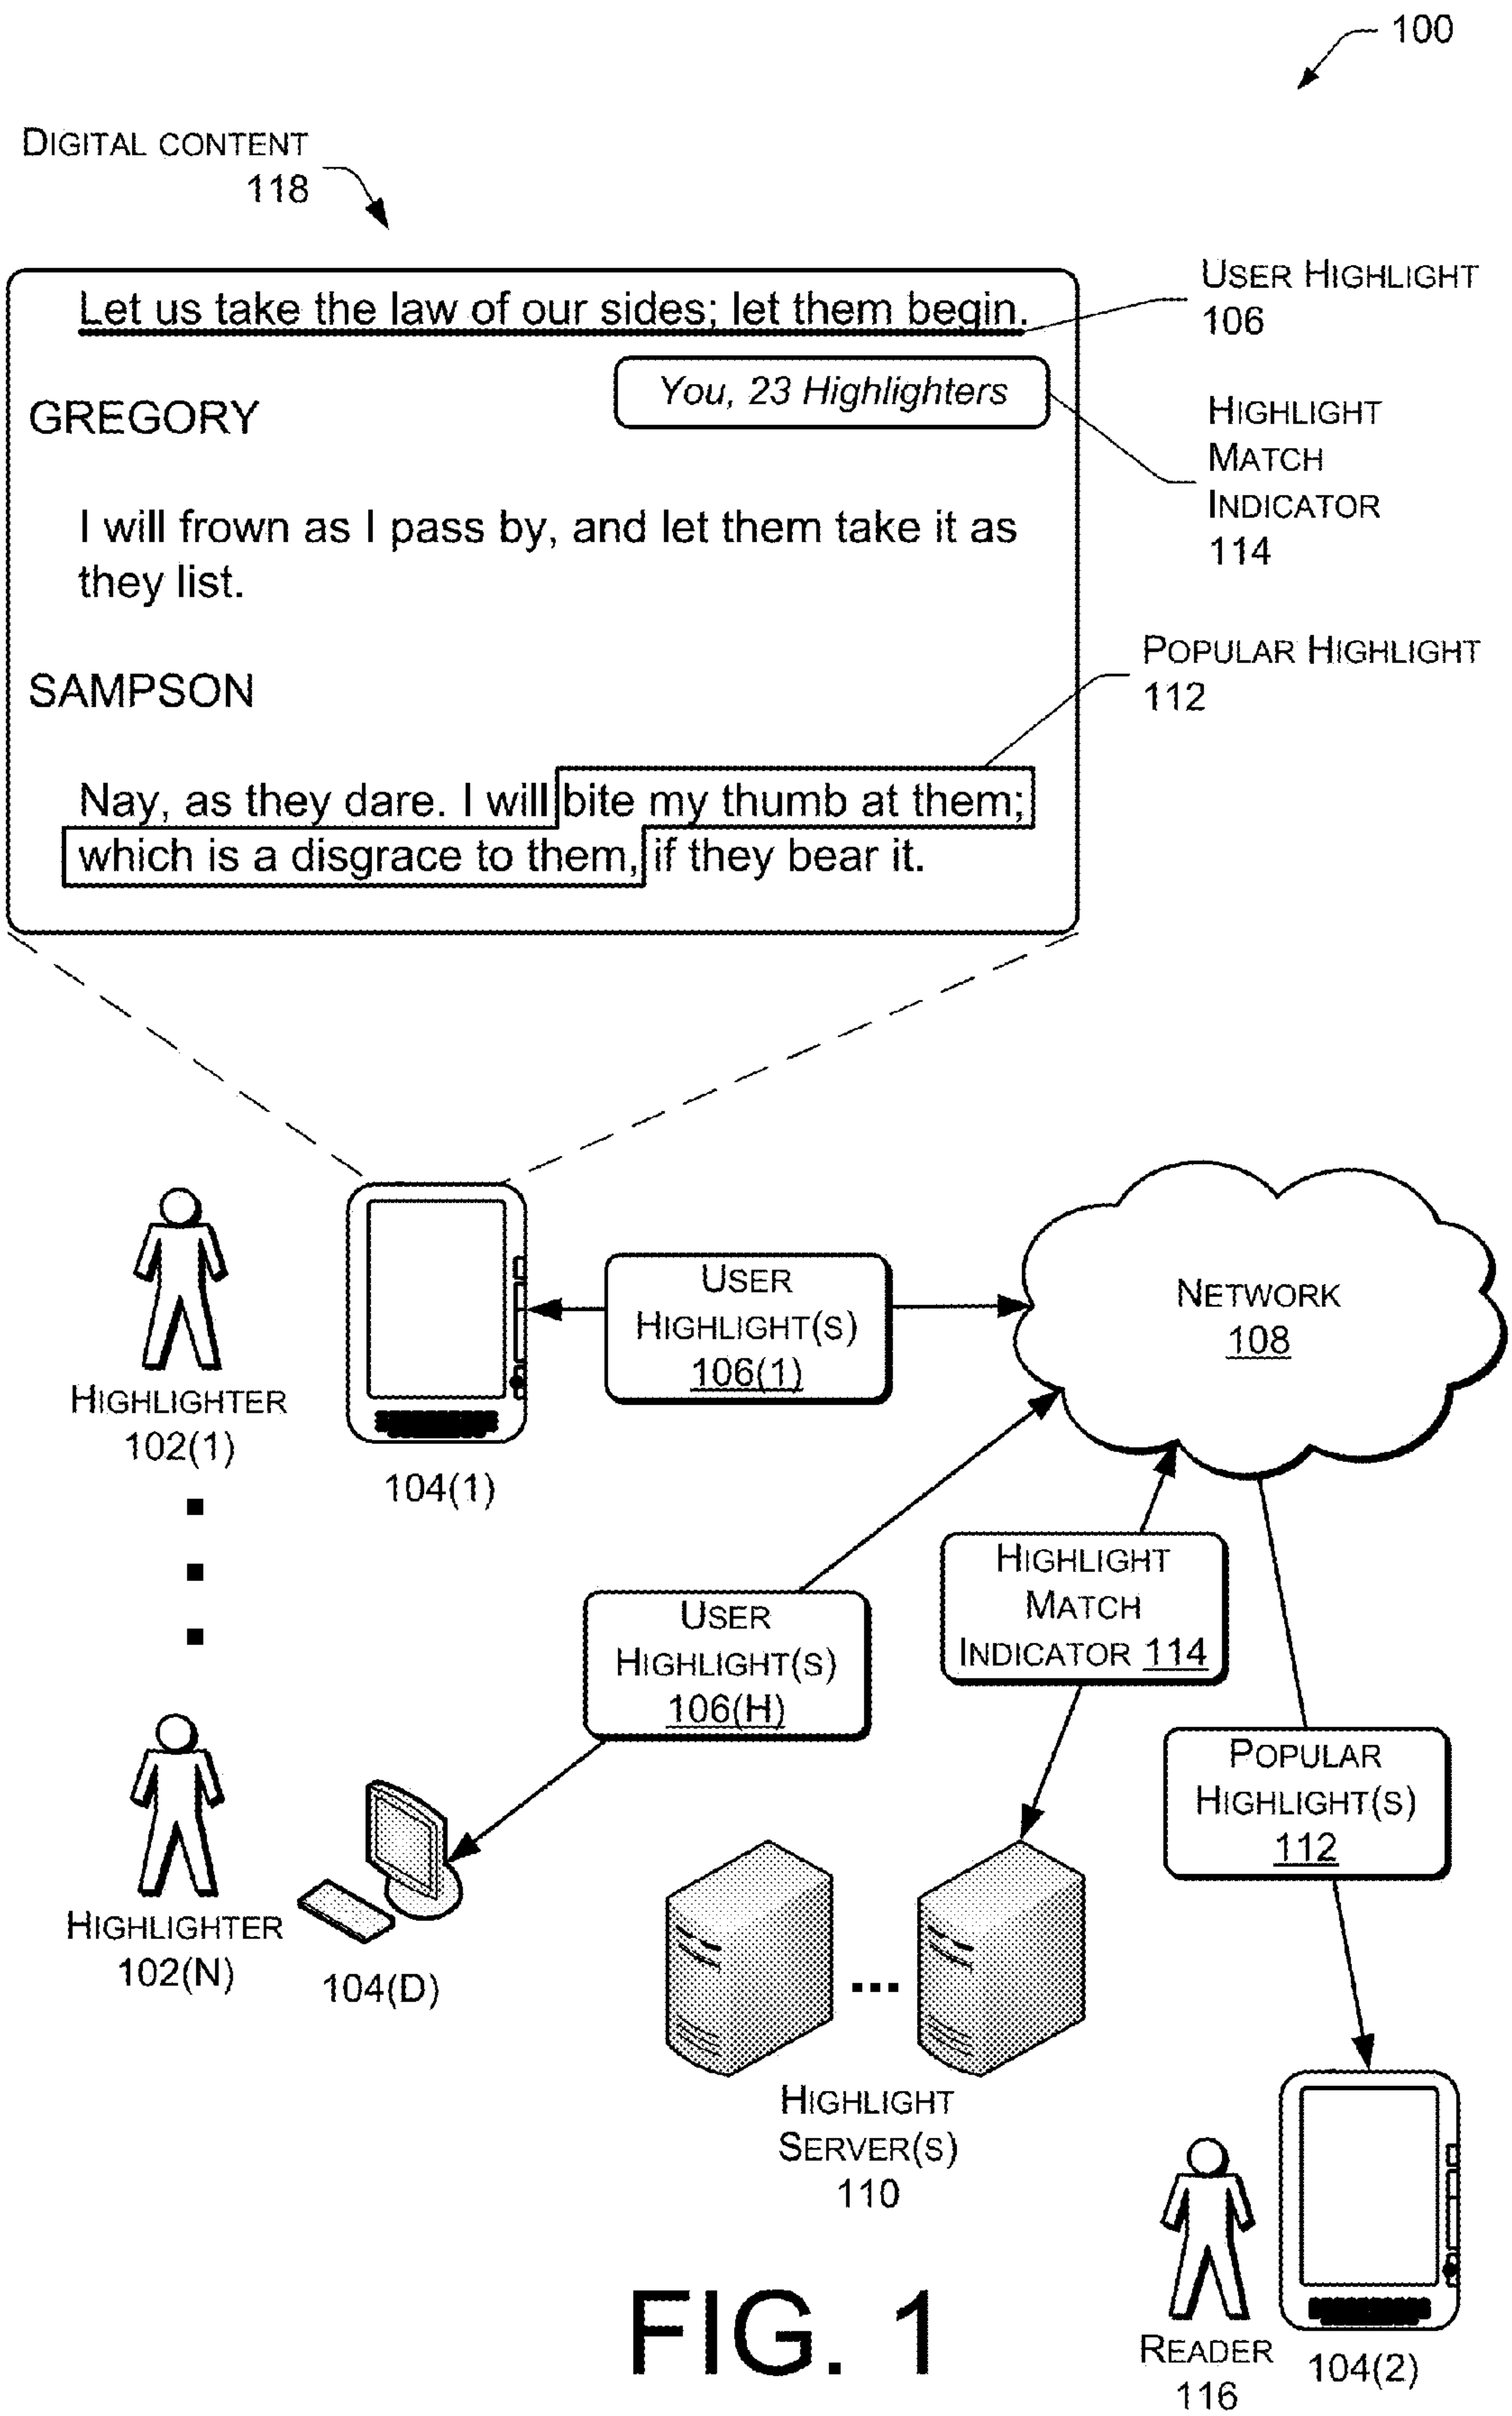 100
DIGITAL CONTENT
118
Let us take the law of our sides; let them begin.
USER HIGHLIGHT
106
You, 23 Highlighters
GREGORY
HIGHLIGHT
MATCH
INDICATOR
114
I will frown as I pass by, and let them take it as
they list.
POPULAR HIGHLIGHT
112
SAMPSON
Nay, as they dare. I will bite my thumb at them;
which is a disgrace to them, if they bear it.
USER
HIGHLIGHT(S)
106(1)
NETWORK
108
HIGHLIGHTER
102(1)
104(1)
HIGHLIGHT
MATCH
INDICATOR 114
USER
HIGHLIGHT(S)
106(H)
POPULAR
HIGHLIGHT(S)
112
HIGHLIGHTER
102(N)
104(D)
...
HIGHLIGHT
SERVER(S)
110
READER
116
104(2)
FIG. 1